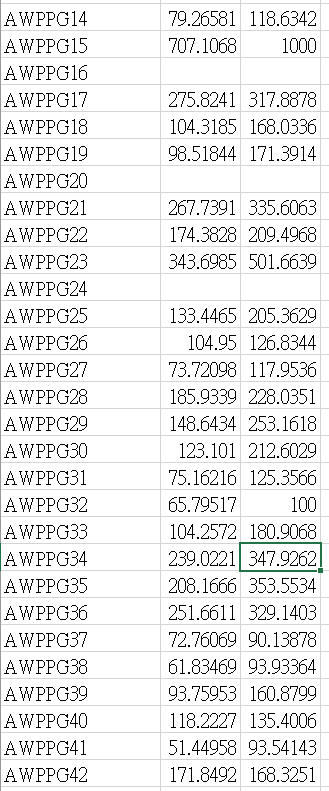 AWPPG14 79.26581 118.6342
AWPPG15 707.1068 1000
AWPPG16
AWPPG17 275.8241 317.8878
AWPPG18 104.3185 168.0336
AWPPG19 98.51844 171.3914
AWPPG20
AWPPG21 267.7391 335.6063
AWPPG22 174.3828 209.4968
AWPPG23 343.6985 501.6639
AWPPG24
AWPPG25 133.4465 205.3629
AWPPG26 104.95 126.8344
AWPPG27 73.72098 117.9536
AWPPG28 185.9339 228.0351
AWPPG29 148.6434 253.1618
AWPPG30 123.101 212.6029
AWPPG31 75.16216 125.3566
AWPPG32 65.79517 100
AWPPG33 104.2572 180.9068
AWPPG34 239.0221 347.9262
AWPPG35 208.1666 353.5534
AWPPG36 251.6611 329.1403
AWPPG37 72.76069 90.13878
AWPPG38 61.83469 93.93364
AWPPG39 93.75953 160.8799
AWPPG40 118.2227 135.4006
AWPPG41 51.44958 93.54143
AWPPG42 171.8492 168.3251